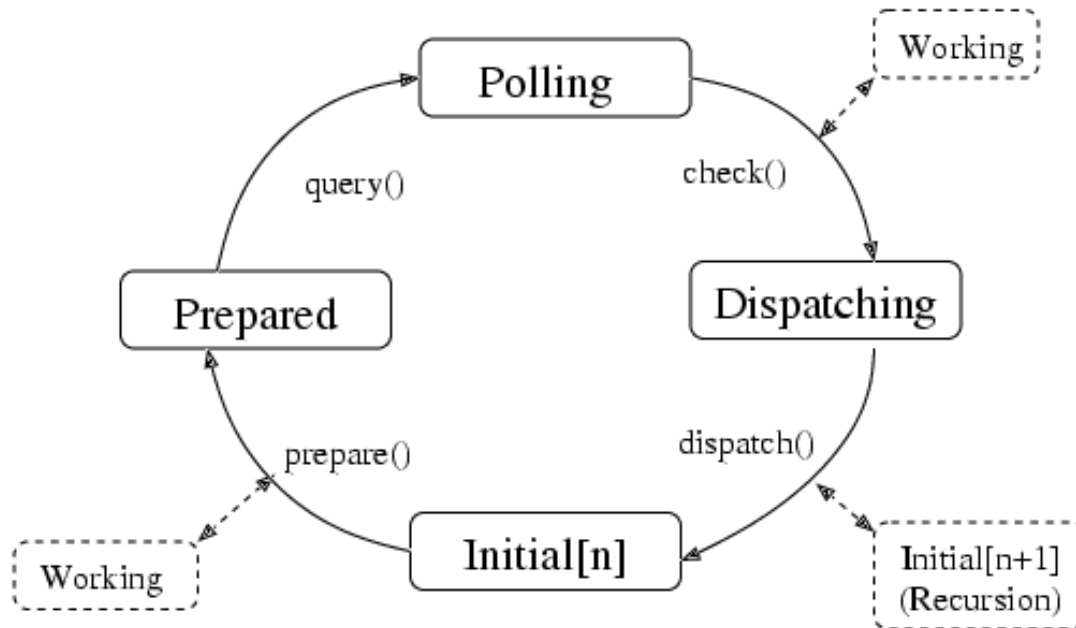 Polling
Working
query()
check()
Prepared
Dispatching
prepare()
dispatch()
Initial[n]
Working
Initial[n+1]
(Recursion)